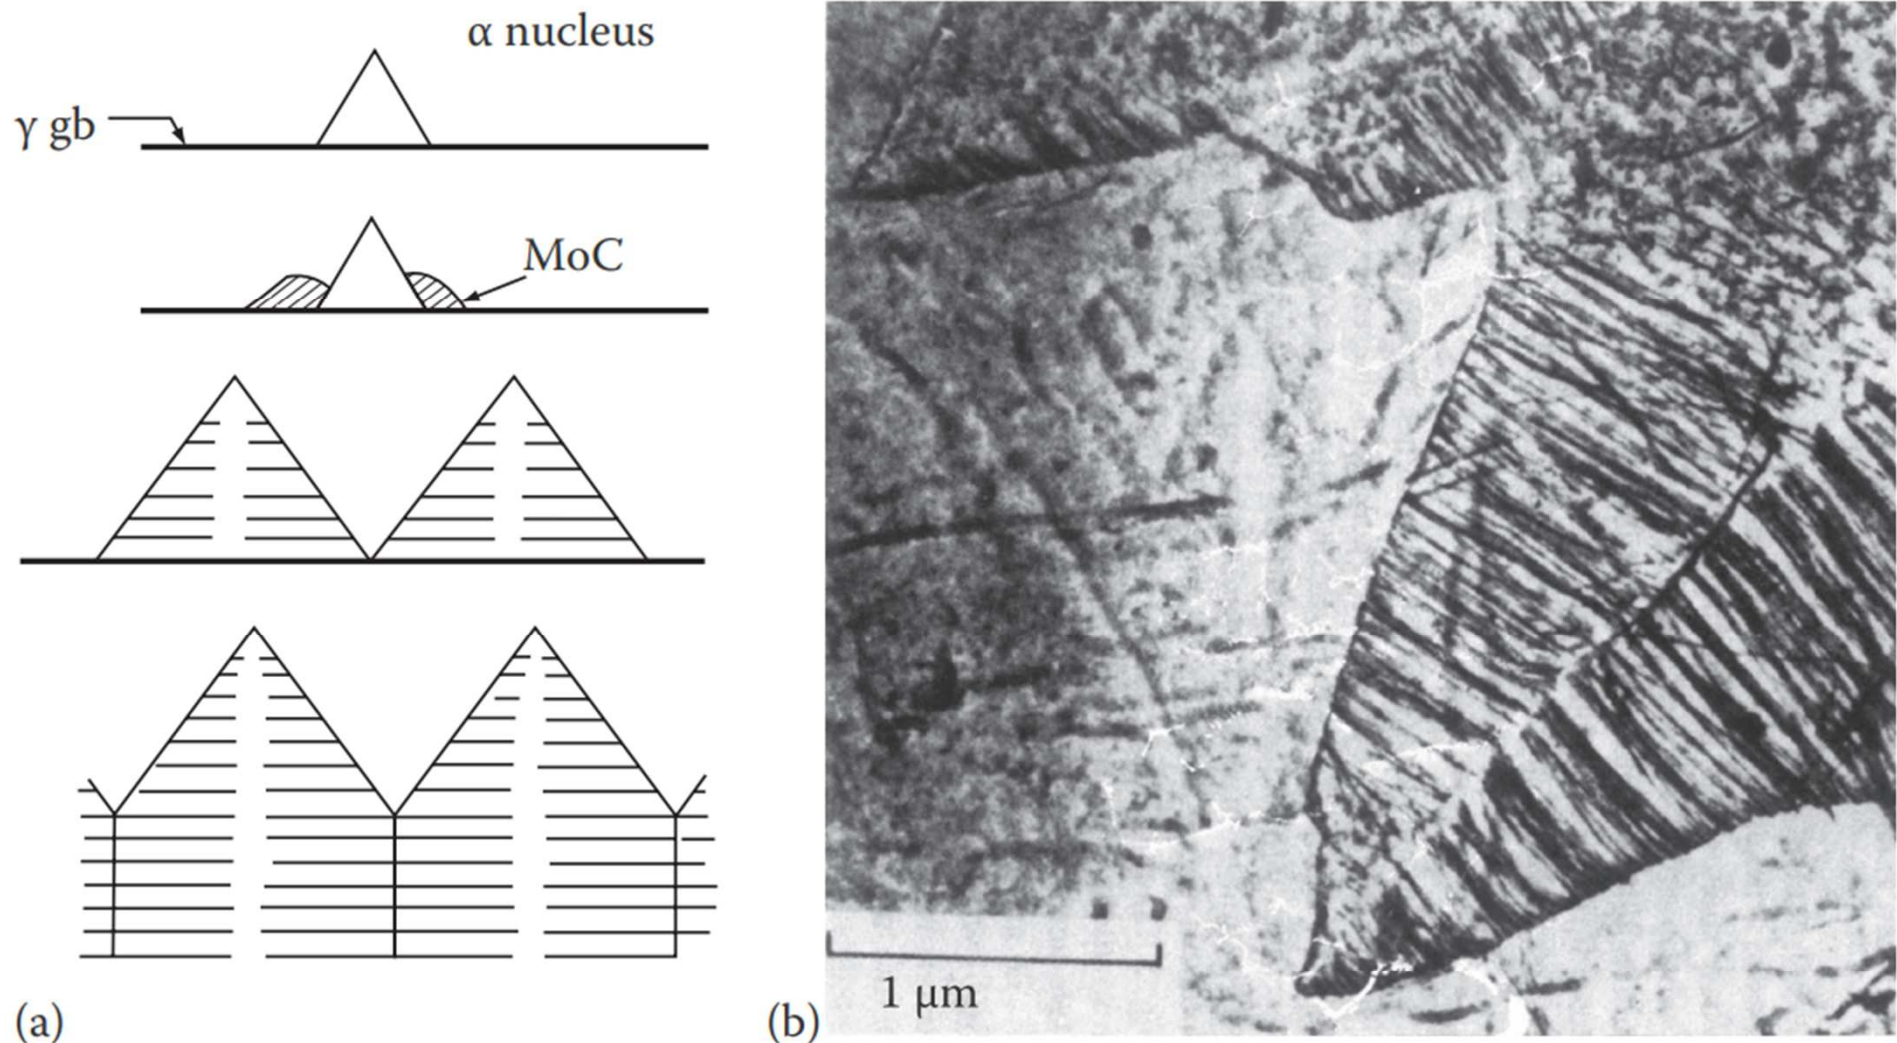 α nucleus
γ gb
MoC
(a)
(b)
1 μm